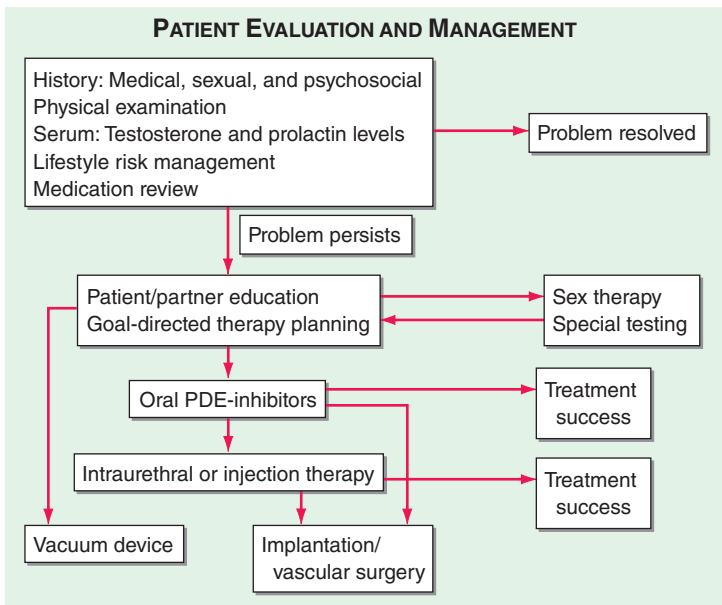 PATIENT EVALUATION AND MANAGEMENT
History: Medical, sexual, and psychosocial
Physical examination
Serum: Testosterone and prolactin levels
Lifestyle risk management
Medication review
Problem resolved
Problem persists
Patient/partner education
Goal-directed therapy planning
Sex therapy
Special testing
Oral PDE-inhibitors
Treatment
success
Intraurethral or injection therapy
Treatment
success
Vacuum device
Implantation/
vascular surgery